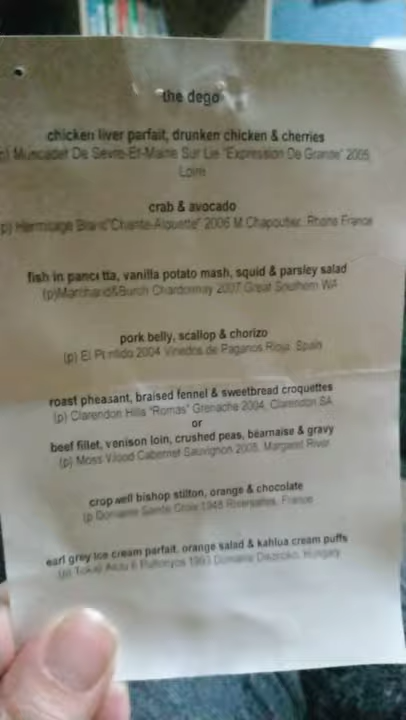 the dego
chicken liver parfait, drunken chicken & cherries
Muscadet De Sevre-Et-Maine Sur Lie "Expression De Granite" 2005
Loire
crab & avocado
(p) Hermitage Blanc "Chante-Alouette" 2006 M.Chapoutier, Rhone France
fish in pancetta, vanilla potato mash, squid & parsley salad
(p)Marchand&Burch Chardonnay 2007 Great Southern WA
pork belly, scallop & chorizo
(p) El Puntido 2004 Vinedos de Paganos Rioja, Spain
roast pheasant, braised fennel & sweetbread croquettes
(p) Clarendon Hills "Romas" Grenache 2004, Clarendon SA
or
beef fillet, venison loin, crushed peas, bearnaise & gravy
(p) Moss Wood Cabernet Sauvignon 2005, Margaret River
cropwell bishop stilton, orange & chocolate
(p Domaine Sainte Croix 1948 Rivesaltes, France
earl grey ice cream parfait, orange salad & kahlua cream puffs
(p) Tokaji Aszu 6 Puttonyos 1993 Domaine Disznoko, Hungary